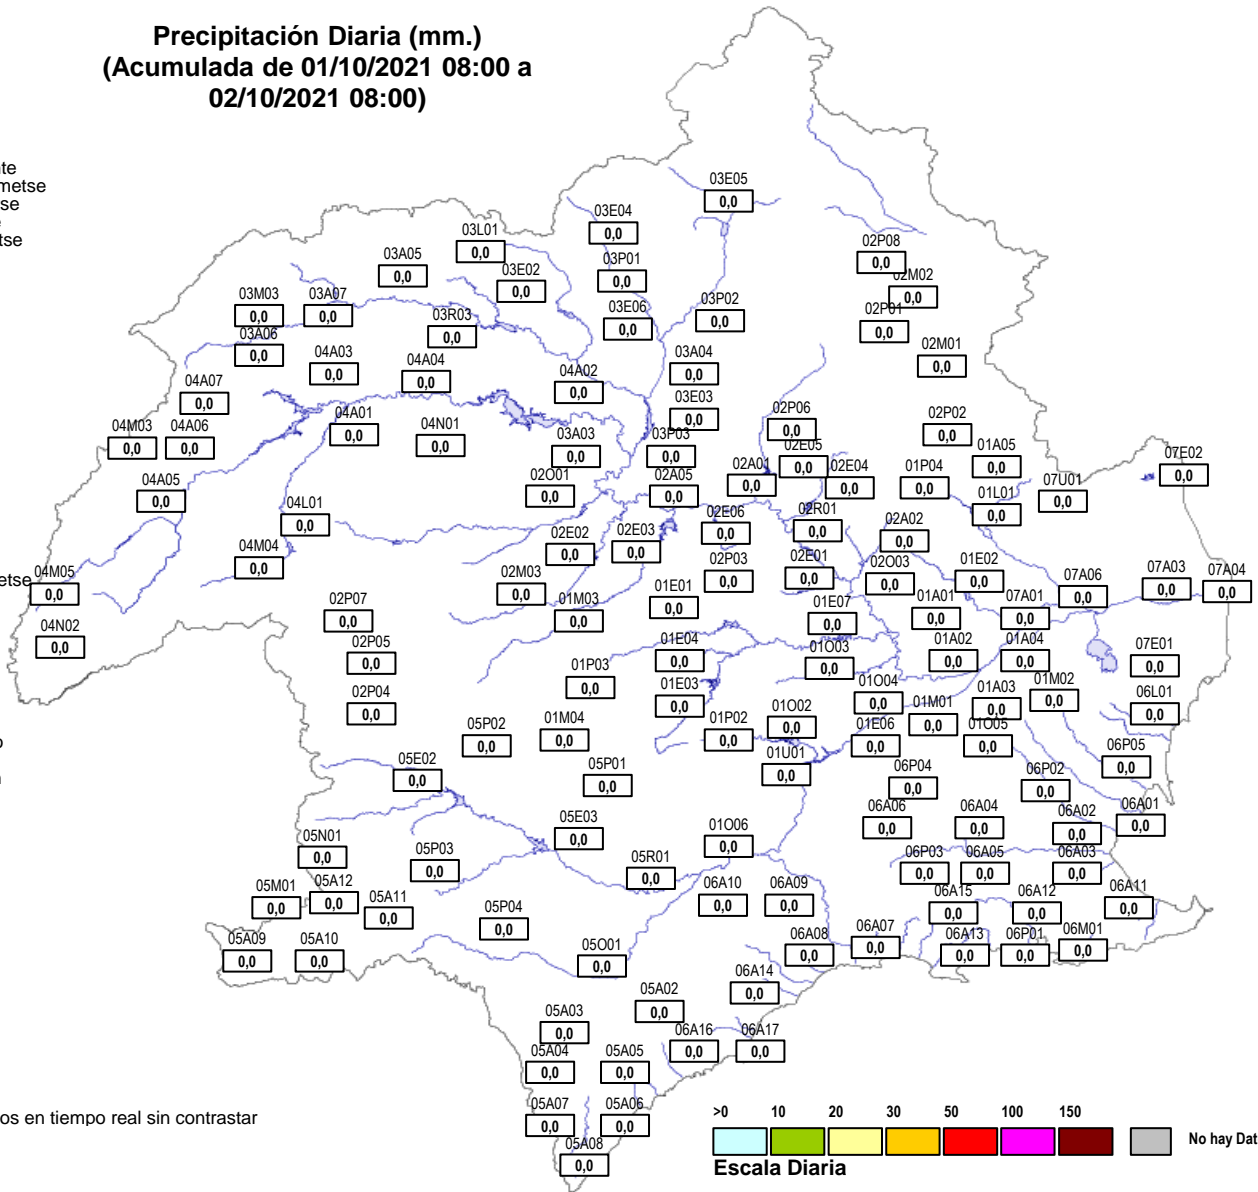 Precipitación Diaria (mm.)
(Acumulada de 01/10/2021 08:00 a
02/10/2021 08:00)
03E05
0,0
03E04
0,0
03L01
0,0
03A05
0,0
03P01
0,0
03E02
0,0
02P08
0,0
02M02
0,0
03M03
0,0
03A07
0,0
03R03
0,0
03E06
0,0
03P02
0,0
02P01
0,0
03A06
0,0
04A03
0,0
04A04
0,0
04A02
0,0
03A04
0,0
02M01
0,0
04A07
0,0
03E03
0,0
04M03
0,0
04A06
0,0
04A01
0,0
04N01
0,0
03A03
0,0
03P03
0,0
02P06
0,0
02E05
0,0
02P02
0,0
01A05
0,0
07E02
0,0
04A05
0,0
02O01
0,0
02A05
0,0
02A01
0,0
02E04
0,0
01P04
0,0
01L01
0,0
07U01
0,0
04L01
0,0
02E06
0,0
02R01
0,0
02A02
0,0
04M04
0,0
02E02
0,0
02E03
0,0
metse
04M05
0,0
02M03
0,0
02P03
0,0
02E01
0,0
02O03
0,0
01E02
0,0
07A06
0,0
07A03
0,0
07A04
0,0
02P07
0,0
01M03
0,0
01E01
0,0
01E07
0,0
01A01
0,0
07A01
0,0
04N02
0,0
02P05
0,0
01E04
0,0
01O03
0,0
01A02
0,0
01A04
0,0
07E01
0,0
01P03
0,0
02P04
0,0
01E03
0,0
01O04
0,0
01M01
0,0
01A03
0,0
01M02
0,0
06L01
0,0
05P02
0,0
01M04
0,0
01P02
0,0
01O02
0,0
01E06
0,0
01O05
0,0
05E02
0,0
05P01
0,0
01U01
0,0
06P04
0,0
06P02
0,0
06P05
0,0
05E03
0,0
01O06
0,0
06A06
0,0
06A04
0,0
06A02
0,0
06A01
0,0
05N01
0,0
05P03
0,0
05R01
0,0
06P03
0,0
06A05
0,0
06A03
0,0
05M01
0,0
05A12
0,0
05A11
0,0
05P04
0,0
06A10
0,0
06A09
0,0
06A15
0,0
06A12
0,0
06A11
0,0
05A09
0,0
05A10
0,0
05O01
0,0
06A08
0,0
06A07
0,0
06A13
0,0
06P01
0,0
06M01
0,0
06A14
0,0
05A02
0,0
05A03
0,0
06A16
0,0
06A17
0,0
05A04
0,0
05A05
0,0
05A07
0,0
05A06
0,0
05A08
0,0
os en tiempo real sin contrastar
>0 10 20 30 50 100 150
No hay Dat
Escala Diaria